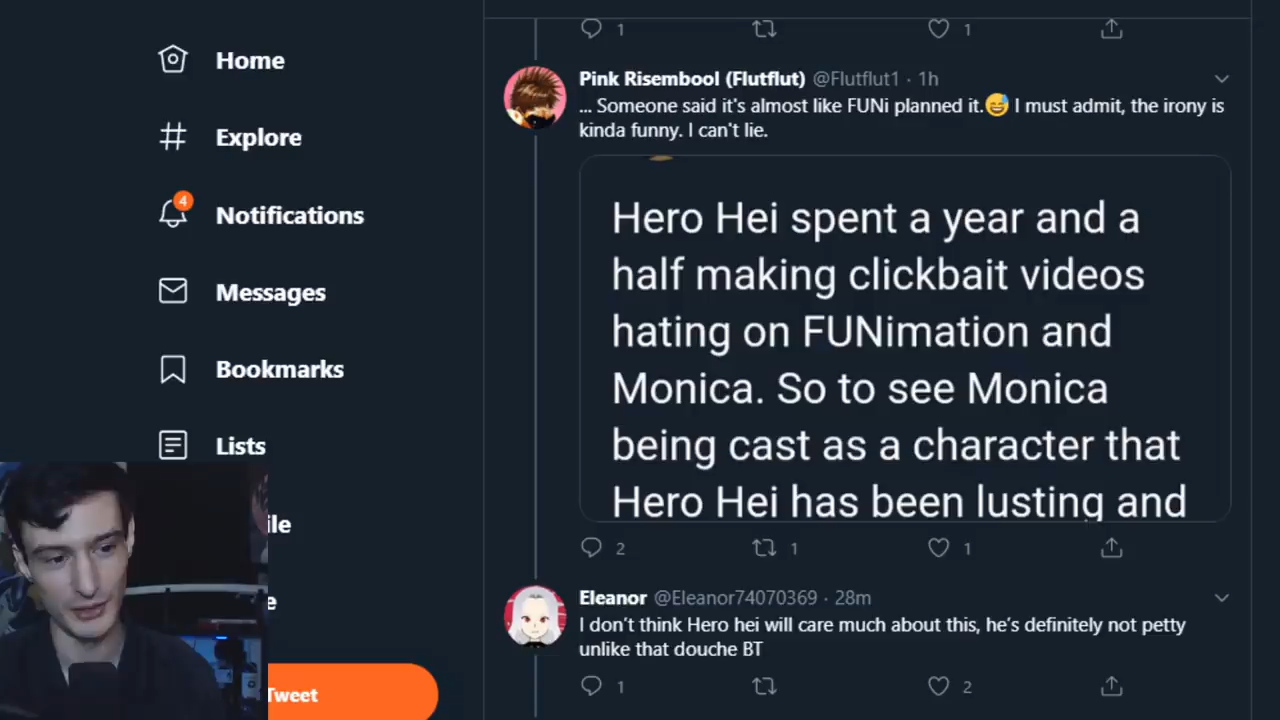 1 1
Home
Explore
4
Notifications
Messages
Bookmarks
Lists
ile
e
Tweet
Pink Risembool (Flutflut) @Flutflut1 · 1h
... Someone said it's almost like FUNi planned it.😅 I must admit, the irony is
kinda funny. I can't lie.
Hero Hei spent a year and a
half making clickbait videos
hating on FUNimation and
Monica. So to see Monica
being cast as a character that
Hero Hei has been lusting and
2 1 1
Eleanor @Eleanor74070369 · 28m
I don't think Hero hei will care much about this, he's definitely not petty
unlike that douche BT
1 2